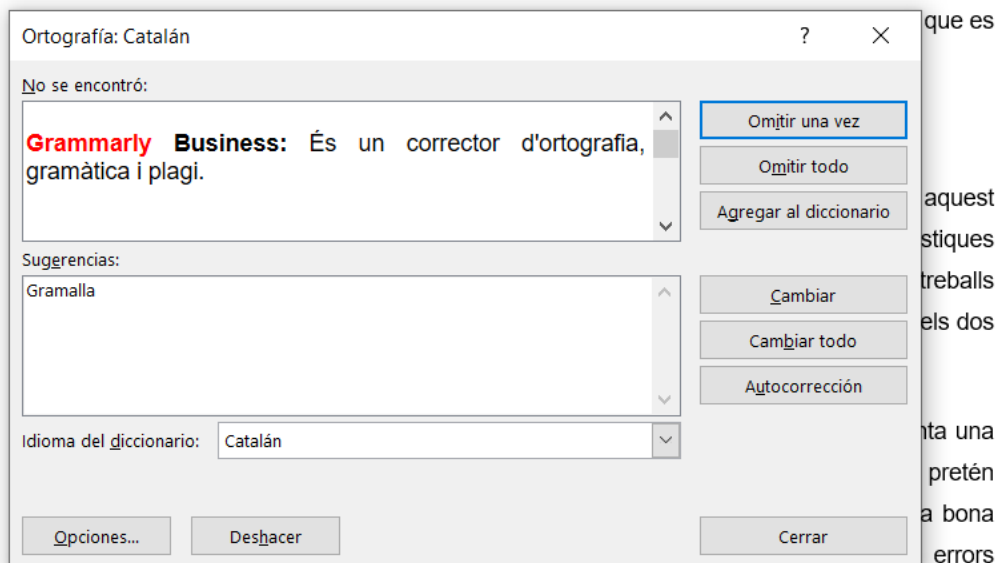 que es
Ortografía: Catalán
No se encontró:
Grammarly Business: És un corrector d'ortografia,
gramàtica i plagi.
Omitir una vez
Omitir todo
Agregar al diccionario
aquest
stiques
Sugerencias:
Gramalla
Cambiar
Cambiar todo
Autocorrección
treballs
els dos
Idioma del diccionario:
Catalán
nta una
pretén
a bona
Opciones...
Deshacer
Cerrar
errors